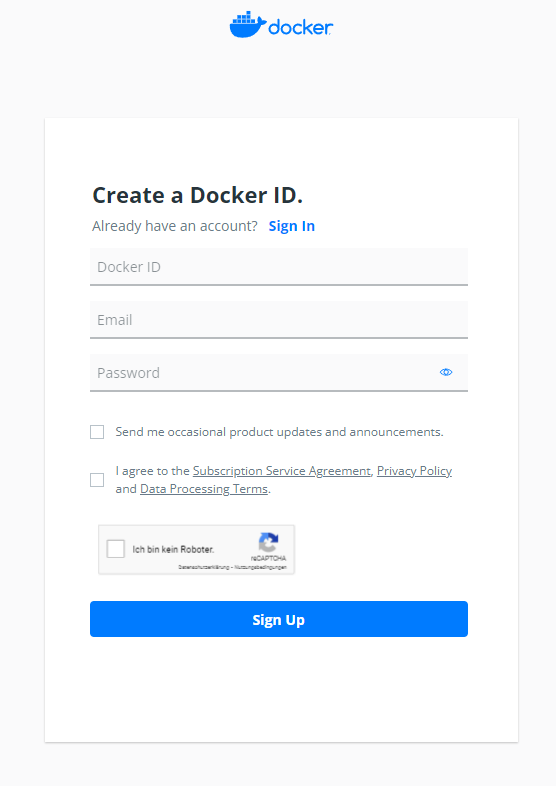 docker
Create a Docker ID.
Already have an account? Sign In
Docker ID
Email
Password
Send me occasional product updates and announcements.
I agree to the Subscription Service Agreement, Privacy Policy
and Data Processing Terms.
Ich bin kein Roboter.
reCAPTCHA
Datenschutzerklärung - Nutzungsbedingungen
Sign Up